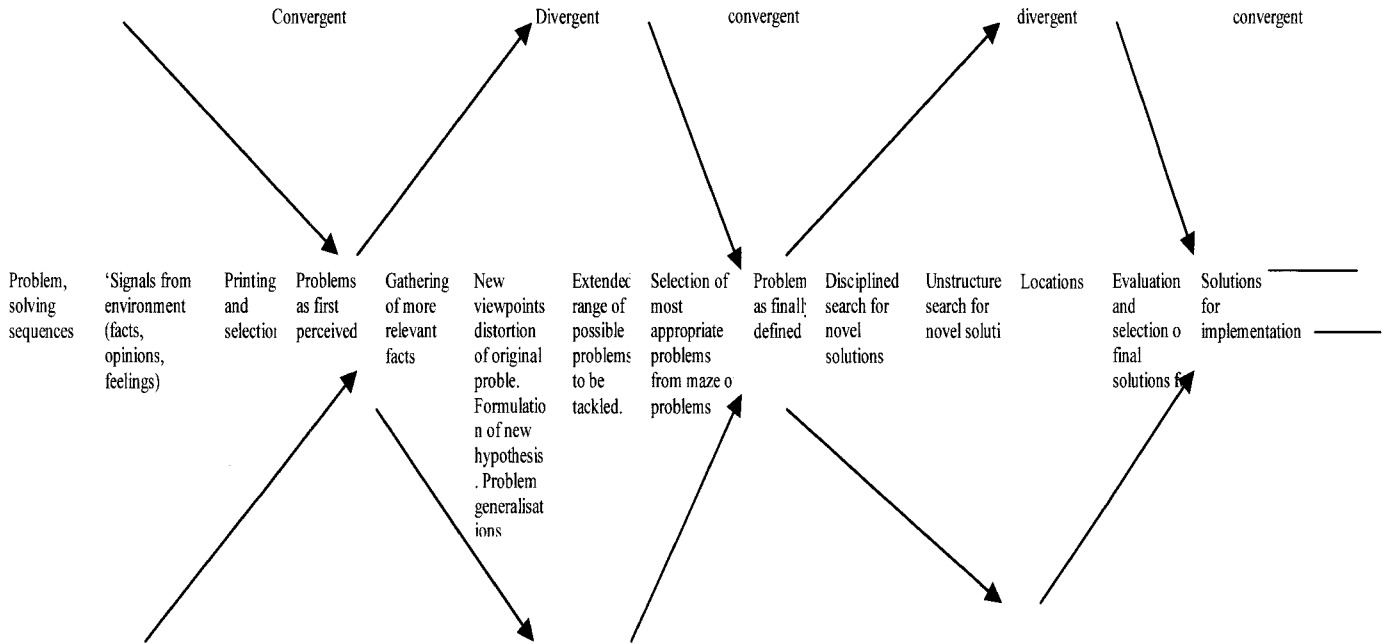 Convergent
Divergent
convergent
divergent
convergent
Problem,
solving
sequences
‘Signals from
environment
(facts,
opinions,
feelings)
Printing
and
selection
Problems
as first
perceived
Gathering
of more
relevant
facts
New
viewpoints
distortion
of original
proble.
Formulatio
n of new
hypothesis
. Problem
generalisat
ions
Extended
range of
possible
problems
to be
tackled.
Selection of
most
appropriate
problems
from maze o
problems
Problem
as finall
defined
Disciplined
search for
novel
solutions
Unstructure
search for
novel soluti
Locations
Evaluation
and
selection o
final
solutions f
Solutions
for
implementation